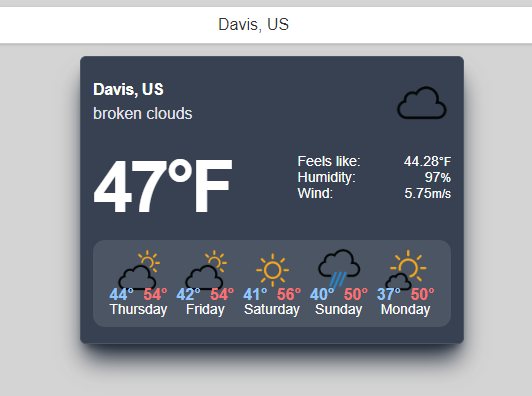 Davis, US
Davis, US
broken clouds
47°F
Feels like: 44.28°F
Humidity: 97%
Wind: 5.75m/s
44° 54° 42° 54° 41° 56° 40° 50° 37° 50°
Thursday Friday Saturday Sunday Monday